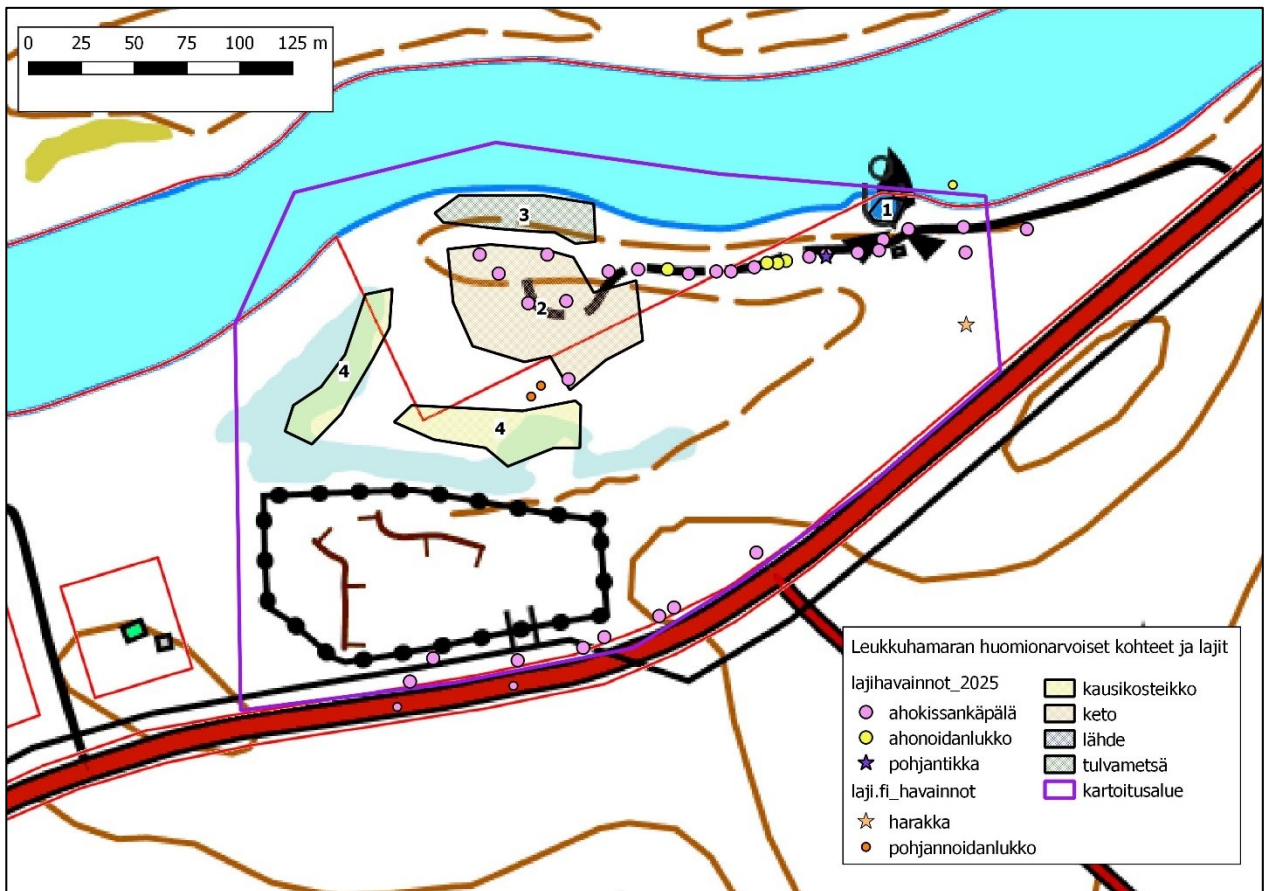 0 25 50 75 100 125 m
1
3
2
4
4
Leukkuhamaran huomionarvoiset kohteet ja lajit
lajihavainnot_2025
ahokissankäpälä
ahonoidanlukko
pohjantikka
laji.fi_havainnot
harakka
pohjannoidanlukko
kausikosteikko
keto
lähde
tulvametsä
kartoitusalue